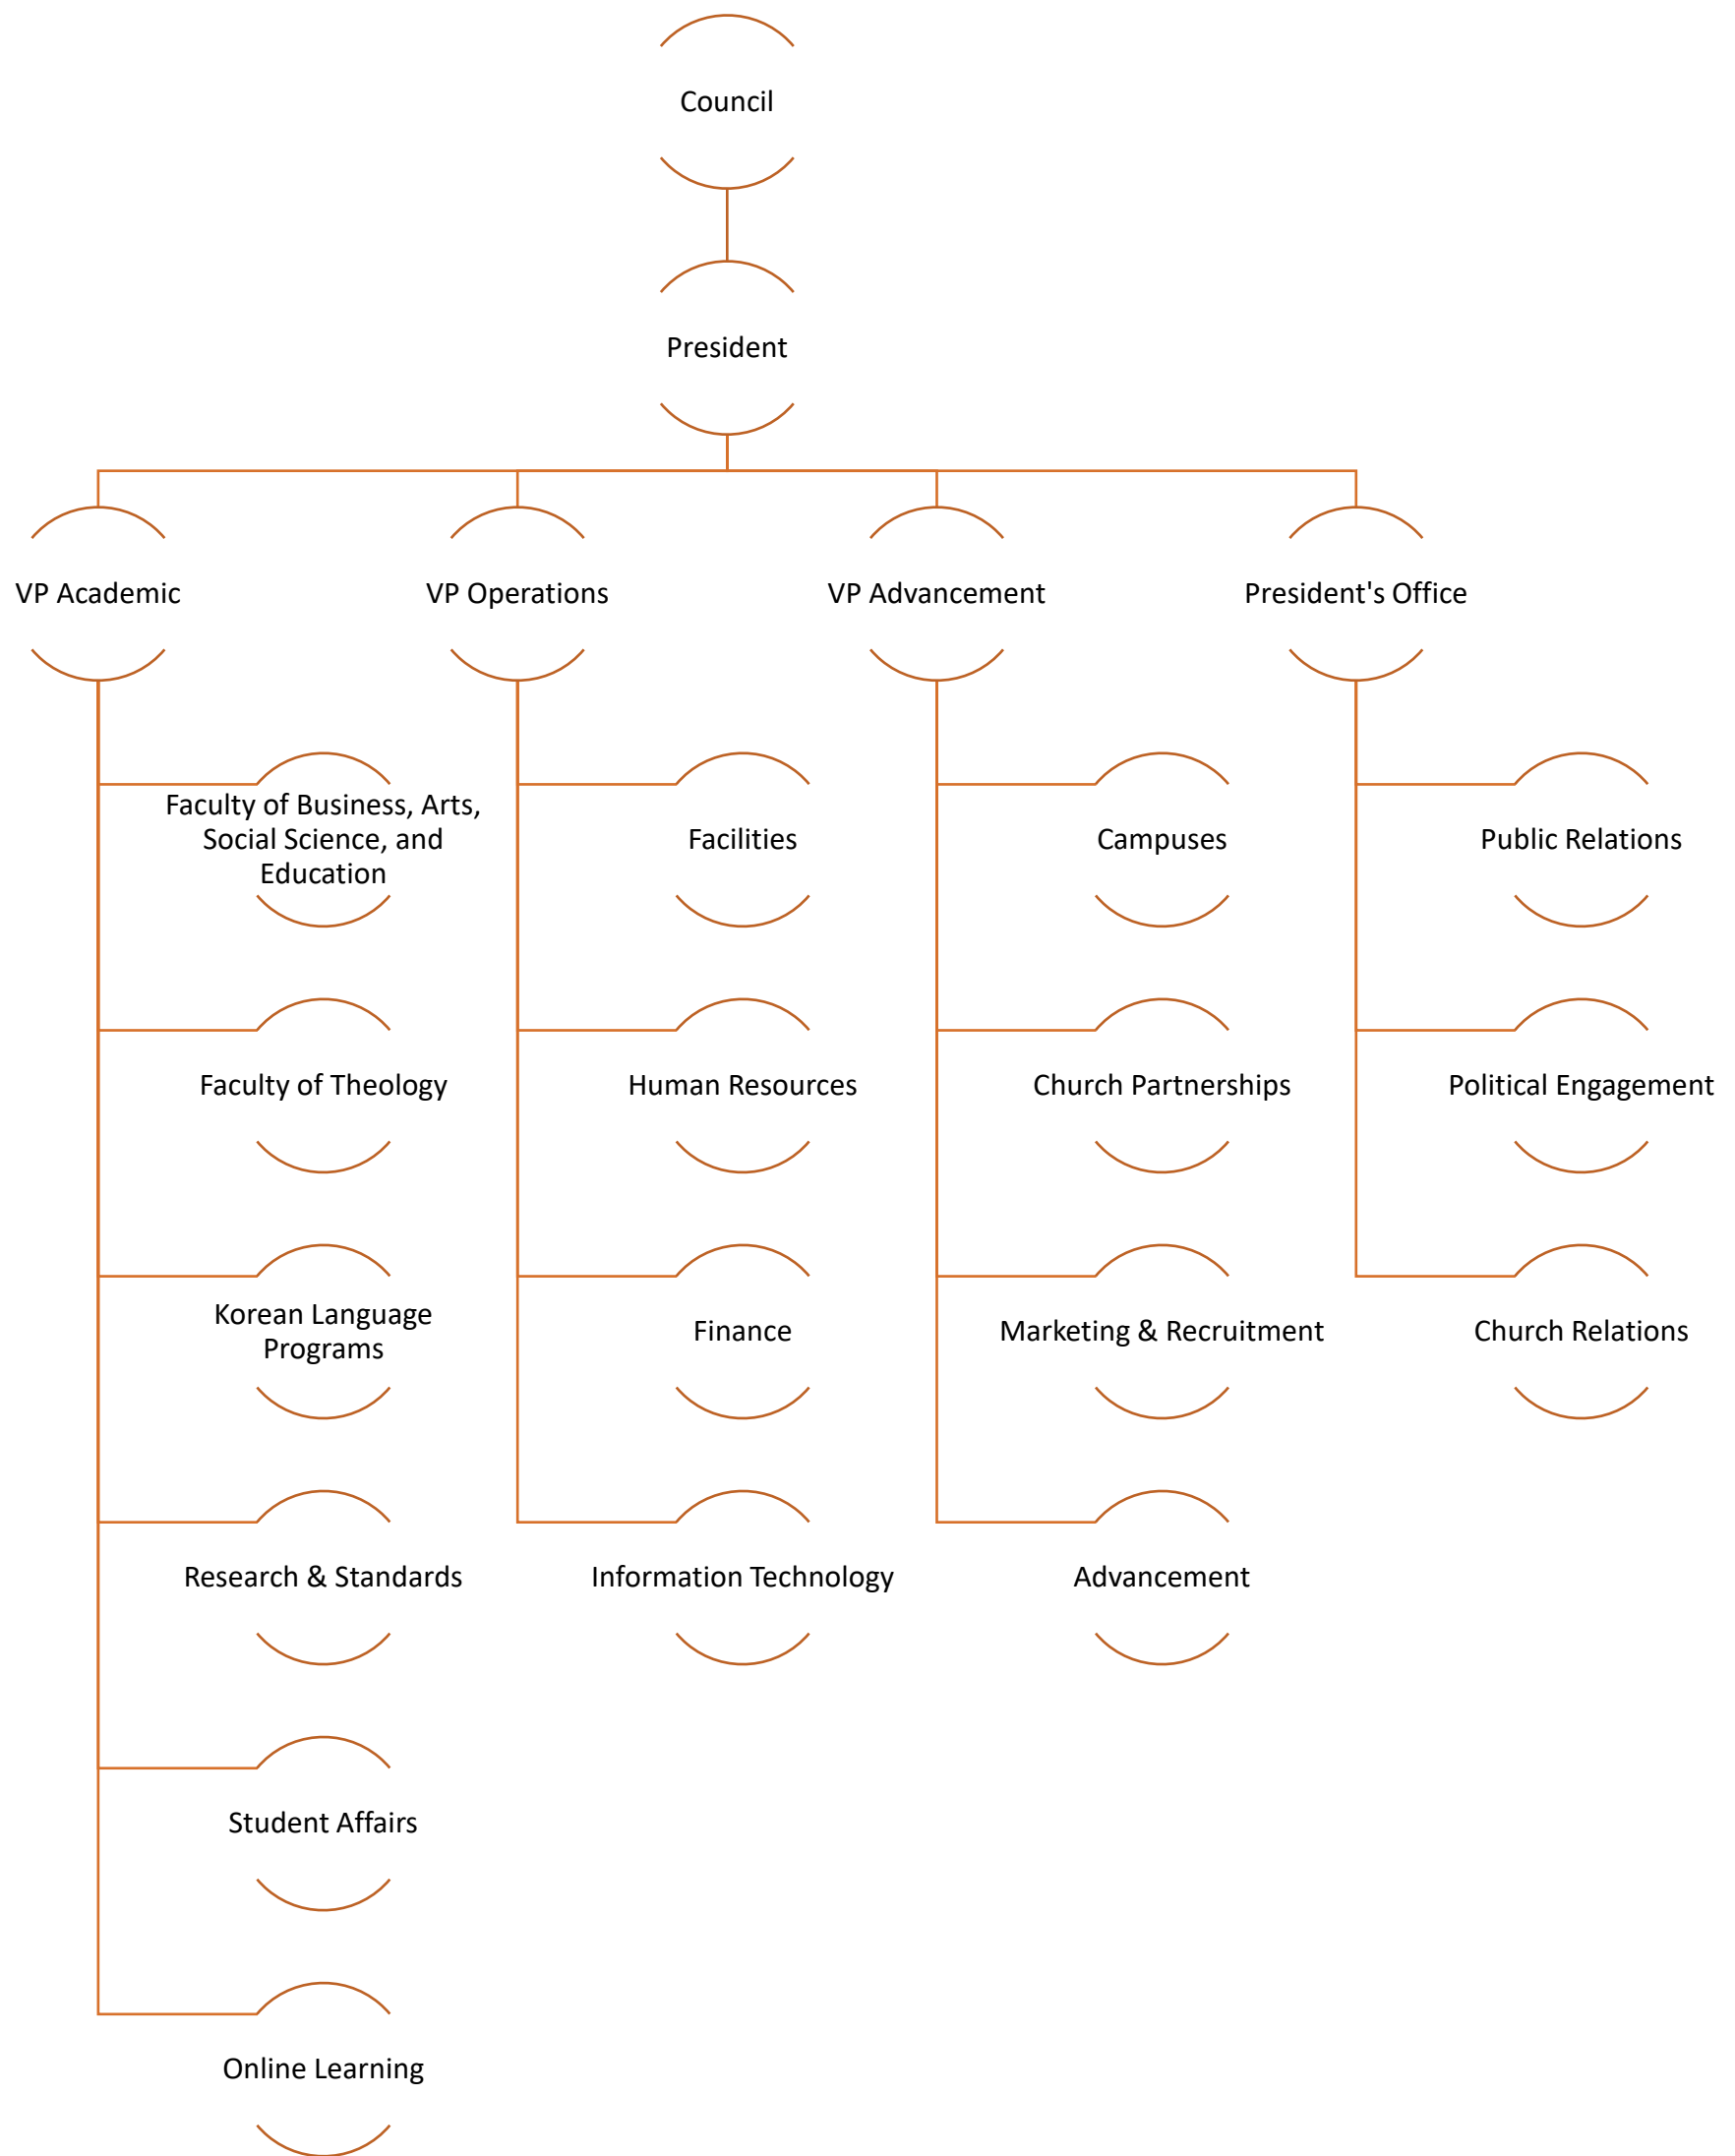 Council
President
VP Academic
VP Operations
VP Advancement
President's Office
Faculty of Business, Arts,
Social Science, and
Education
Facilities
Campuses
Public Relations
Faculty of Theology
Human Resources
Church Partnerships
Political Engagement
Korean Language
Programs
Finance
Marketing & Recruitment
Church Relations
Research & Standards
Information Technology
Advancement
Student Affairs
Online Learning